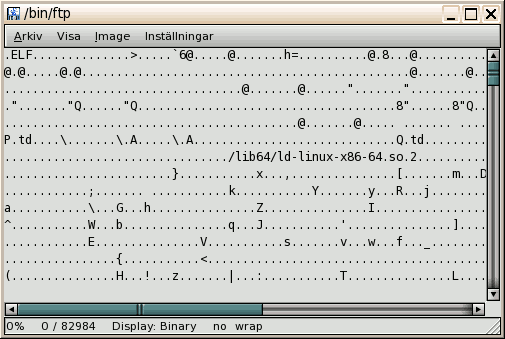 /bin/ftp
Arkiv Visa Image Inställningar
.ELF..............>.....`6@.....@.......h=..........@.8...@....
@.@.....@.@...........................................@.......@.
..................................@.......@.......".......".....
."......."Q......"Q.....................................8"......8"Q.
..........................................@.......@..................
P.td....\.......\.A.....\.A.............................Q.td.........
................................/lib64/ld-linux-x86-64.so.2..........
........................}...........x...,...............[.......m...D
............;...... .........k...........Y.......y...R...j........
a...........\...G...h...............Z...............I................
^...........W...b...............q...J...........'...............]....
............E...............V...........s.......v...w...f..._........
................{...........<........................................
(...............H...!...z.......|...:...........T...............L....
0% 0 / 82984 Display: Binary no wrap